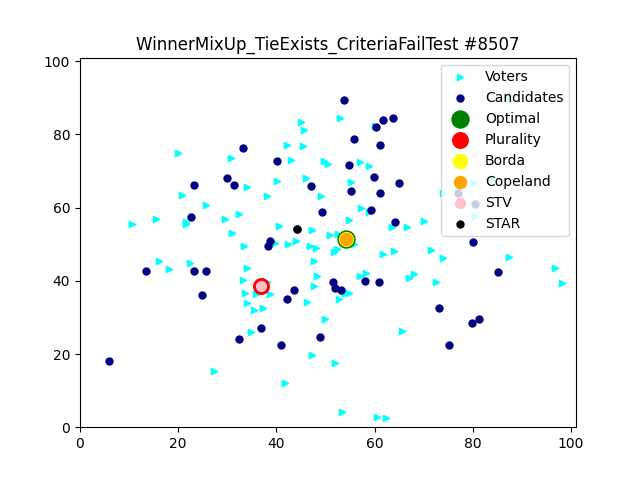 WinnerMixUp_TieExists_CriteriaFailTest #8507
100
80
60
40
20
0
0 20 40 60 80 100
Voters
Candidates
Optimal
Plurality
Borda
Copeland
STV
STAR